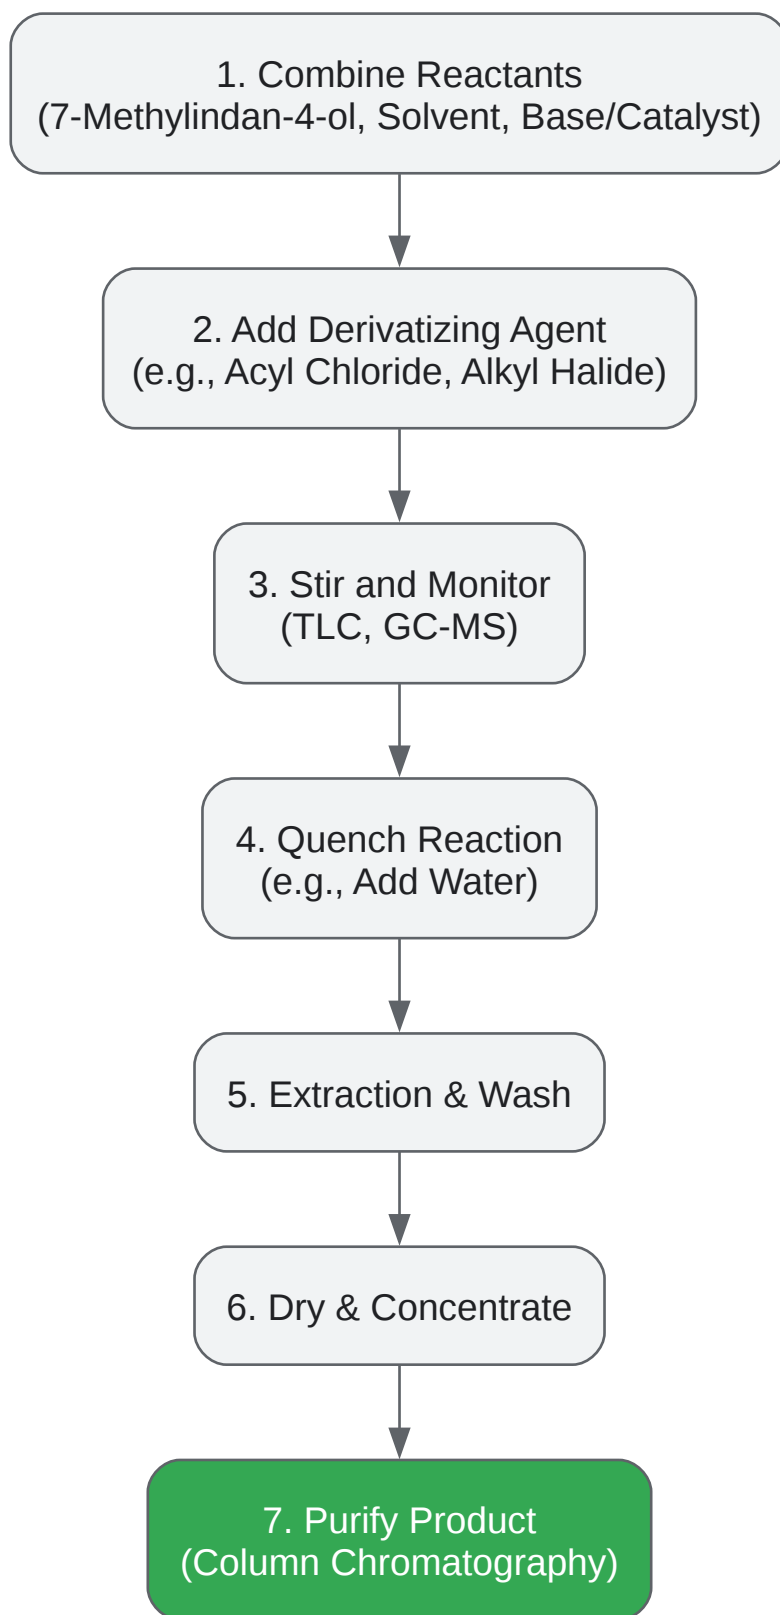 1. Combine Reactants
(7-Methylindan-4-ol, Solvent, Base/Catalyst)
2. Add Derivatizing Agent
(e.g., Acyl Chloride, Alkyl Halide)
3. Stir and Monitor
(TLC, GC-MS)
4. Quench Reaction
(e.g., Add Water)
5. Extraction & Wash
6. Dry & Concentrate
7. Purify Product
(Column Chromatography)